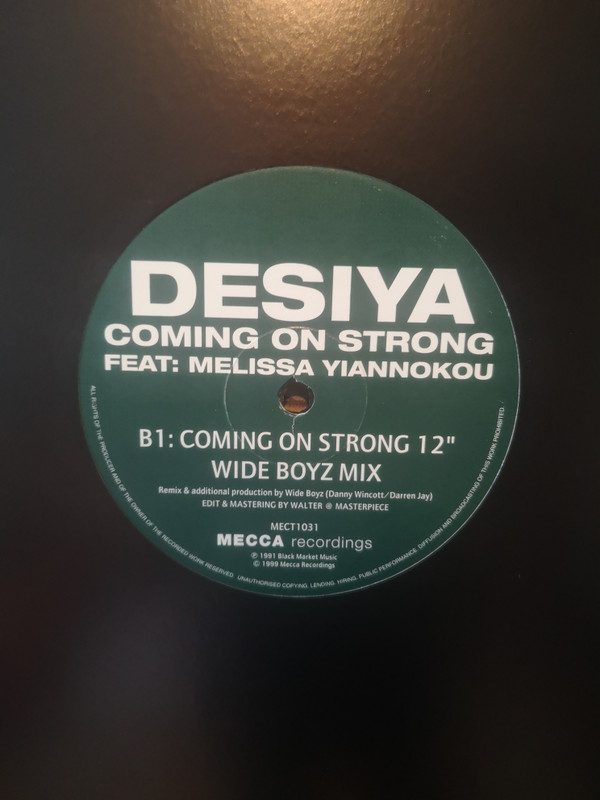 DESIYA
COMING ON STRONG
FEAT: MELISSA YIANNOKOU
B1: COMING ON STRONG 12"
WIDE BOYZ MIX
Remix & additional production by Wide Boyz (Danny Wincott/Darren Jay)
EDIT & MASTERING BY WALTER @ MASTERPIECE
MECT1031
MECCA recordings
℗ 1991 Black Market Music
© 1999 Mecca Recordings
ALL RIGHTS OF THE PRODUCER AND OF THE OWNER OF THE RECORDED WORK RESERVED. UNAUTHORISED COPYING, LENDING, HIRING, PUBLIC PERFORMANCE, DIFFUSION AND BROADCASTING OF THIS WORK PROHIBITED.